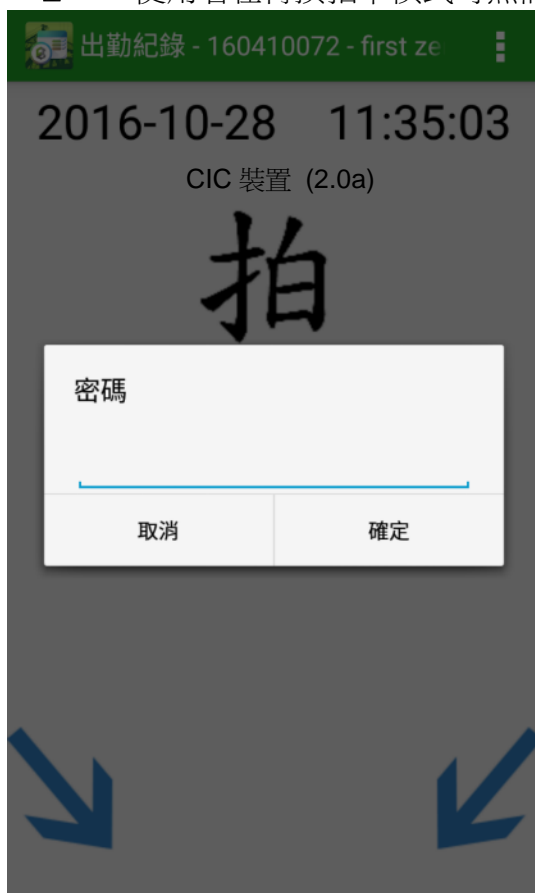 出勤紀錄 - 160410072 - first ze
2016-10-28 11:35:03
CIC 裝置 (2.0a)
拍
密碼
取消 確定